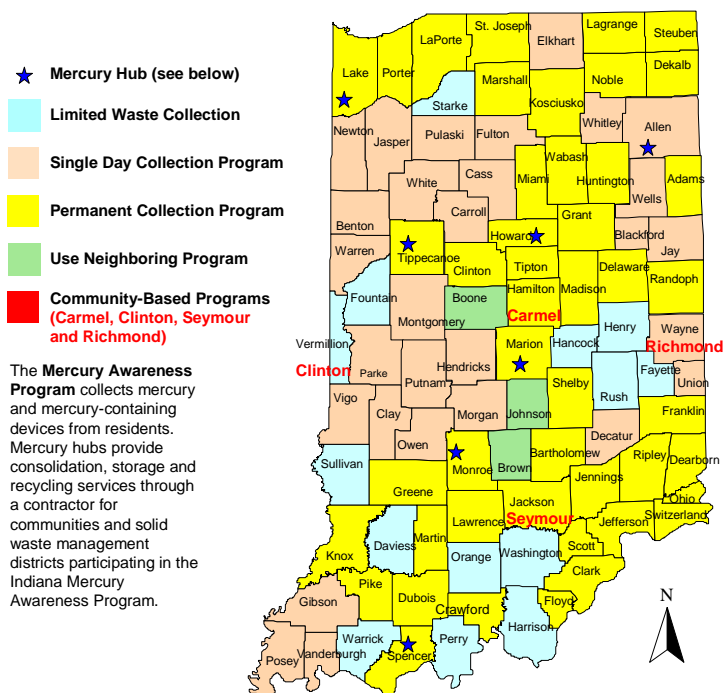 Mercury Hub (see below)
Limited Waste Collection
Single Day Collection Program
Permanent Collection Program
Use Neighboring Program
Community-Based Programs
(Carmel, Clinton, Seymour
and Richmond)
The Mercury Awareness
Program collects mercury
and mercury-containing
devices from residents.
Mercury hubs provide
consolidation, storage and
recycling services through
a contractor for
communities and solid
waste management
districts participating in the
Indiana Mercury
Awareness Program.
St. Joseph
Lagrange
Steuben
LaPorte
Elkhart
Lake
Porter
Marshall
Noble
Dekalb
Starke
Kosciusko
Newton
Jasper
Pulaski
Fulton
Whitley
Allen
Wabash
White
Cass
Miami
Huntington
Wells
Adams
Carroll
Grant
Benton
Howard
Blackford
Jay
Warren
Tippecanoe
Clinton
Tipton
Delaware
Randoph
Fountain
Boone
Hamilton
Madison
Carmel
Montgomery
Henry
Wayne
Vermillion
Marion
Hancock
Richmond
Clinton
Parke
Hendricks
Fayette
Union
Putnam
Shelby
Rush
Vigo
Clay
Morgan
Johnson
Franklin
Owen
Decatur
Sullivan
Monroe
Brown
Bartholomew
Ripley
Dearborn
Greene
Jennings
Jackson
Ohio
Lawrence
Seymour
Jefferson
Switzerland
Knox
Daviess
Martin
Orange
Washington
Scott
Pike
Clark
Gibson
Dubois
Crawford
Floyd
Harrison
Warrick
Perry
Posey
Vanderburgh
Spencer
N